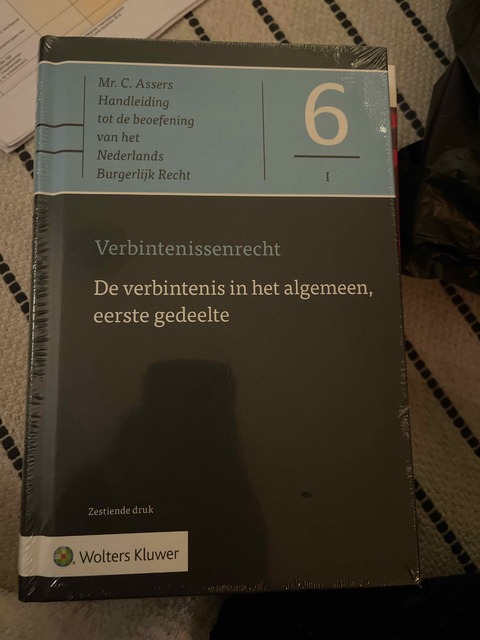 Mr. C. Assers
Handleiding
tot de beoefening
van het
Nederlands
Burgerlijk Recht
6
I
Verbintenissenrecht
De verbintenis in het algemeen,
eerste gedeelte
Zestiende druk
Wolters Kluwer